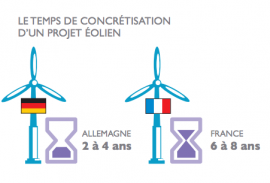 LE TEMPS DE CONCRÉTISATION
D'UN PROJET ÉOLIEN
ALLEMAGNE
2 à 4 ans
FRANCE
6 à 8 ans